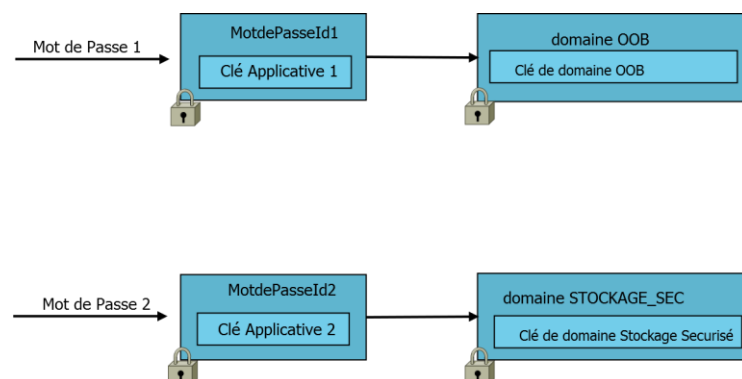 Mot de Passe 1
MotdePasseId1
Clé Applicative 1
domaine OOB
Clé de domaine OOB
Mot de Passe 2
MotdePasseId2
Clé Applicative 2
domaine STOCKAGE_SEC
Clé de domaine Stockage Securisé